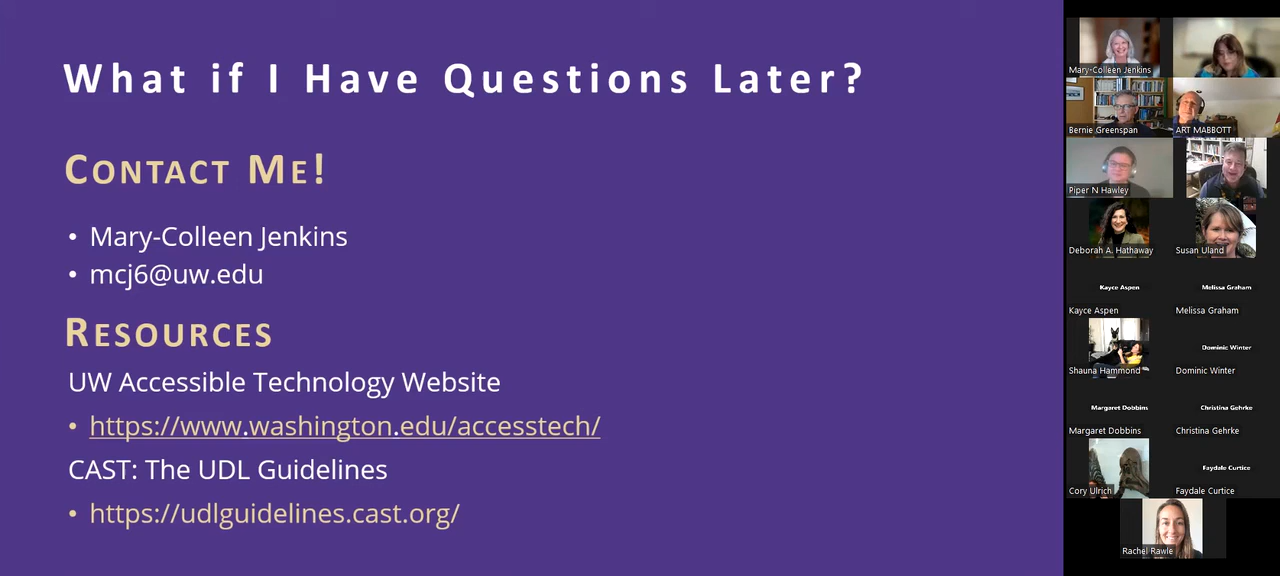 What if I Have Questions Later?
CONTACT ME!
• Mary-Colleen Jenkins
• mcj6@uw.edu
RESOURCES
UW Accessible Technology Website
• https://www.washington.edu/accesstech/
CAST: The UDL Guidelines
• https://udlguidelines.cast.org/
Mary-Colleen Jenkins
Bernie Greenspan
ART MABBOTT
Piper N Hawley
Deborah A. Hathaway
Susan Uland
Kayce Aspen
Melissa Graham
Kayce Aspen
Melissa Graham
Dominic Winter
Shauna Hammond
Dominic Winter
Margaret Dobbins
Christina Gehrke
Margaret Dobbins
Christina Gehrke
Faydale Curtice
Cory Ulrich
Faydale Curtice
Rachel Rawle